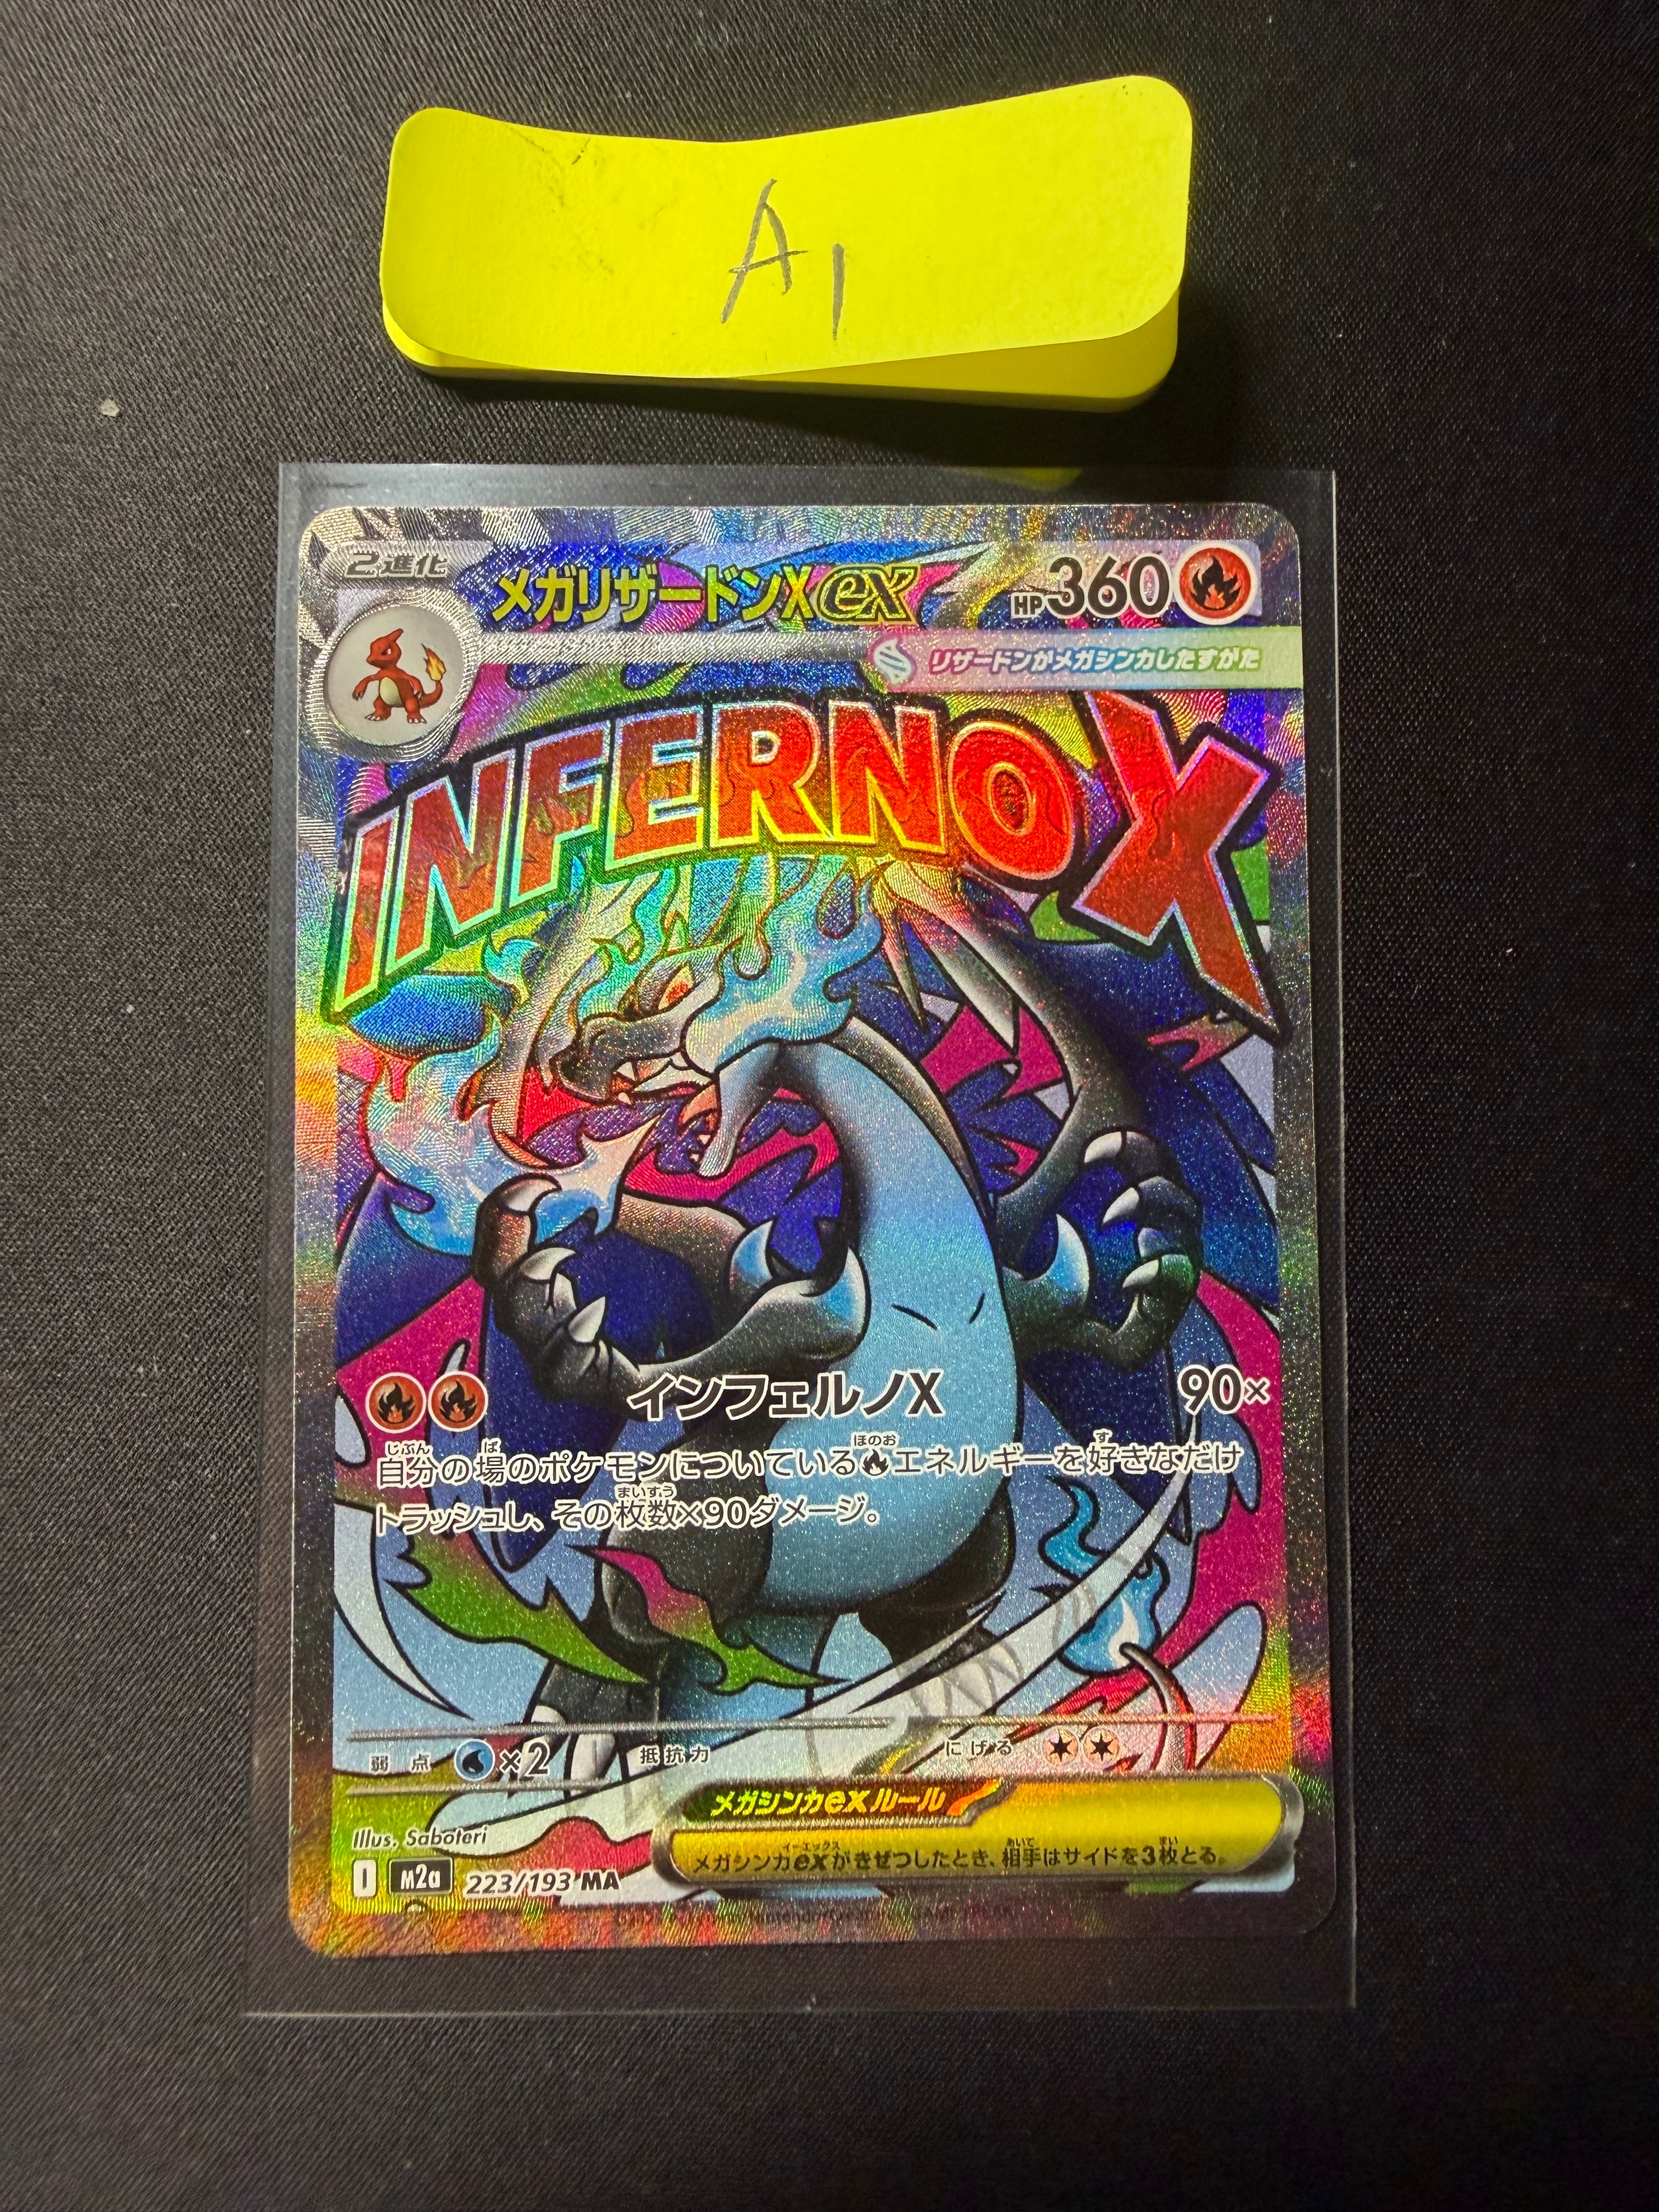 A1
2進化
メガリザードンXex
HP360
リザードンがメガシンカしたすがた
INFERNO X
インフェルノX 90×
自分の場のポケモンについているエネルギーを好きなだけ
トラッシュし、その枚数×90ダメージ。
弱点 ×2 抵抗力 にげる
メガシンカexルール
メガシンカexがきぜつしたとき、相手はサイドを3枚とる。
Illus. Saboteri
I M2a 223/193 MA